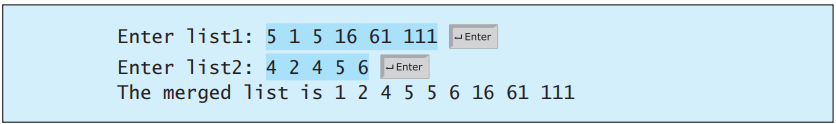 Enter list1: 5 1 5 16 61 111 ↵Enter
Enter list2: 4 2 4 5 6 ↵Enter
The merged list is 1 2 4 5 5 6 16 61 111